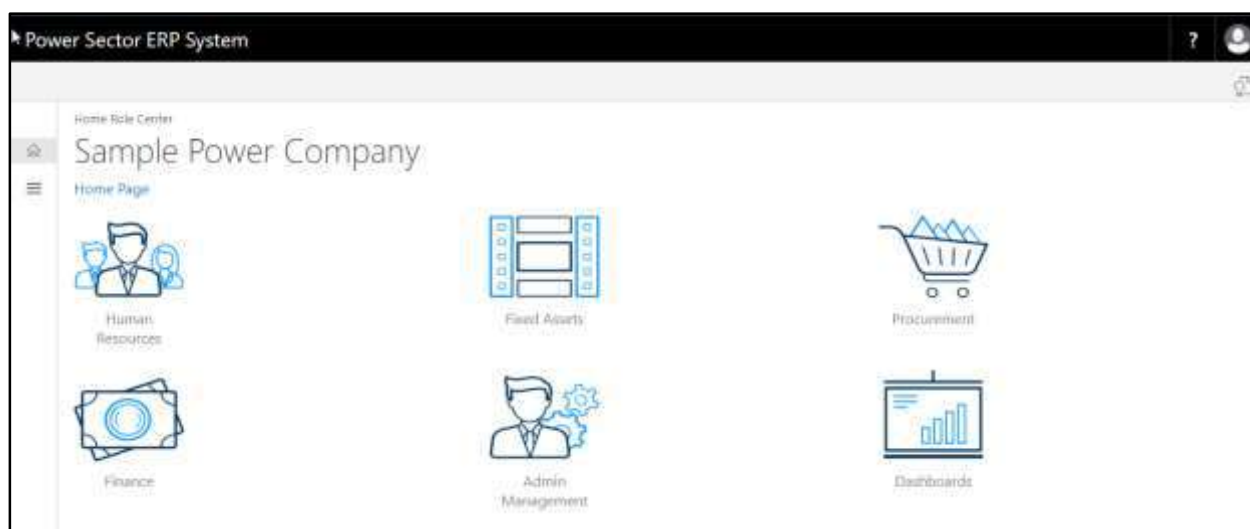 Power Sector ERP System
?
Home Role Center
Sample Power Company
Home Page
Human
Resources
Fixed Assets
Procurement
Finance
Admin
Management
Dashboards